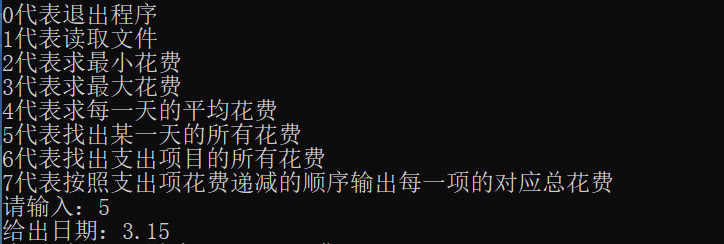 0代表退出程序
1代表读取文件
2代表求最小花费
3代表求最大花费
4代表求每一天的平均花费
5代表找出某一天的所有花费
6代表找出支出项目的所有花费
7代表按照支出项花费递减的顺序输出每一项的对应总花费
请输入：5
给出日期：3.15